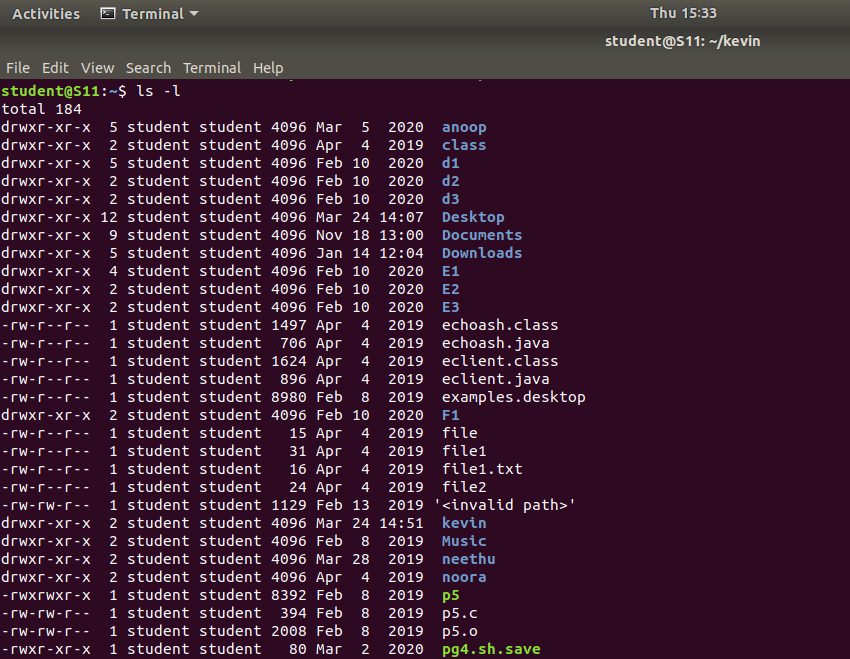 Activities Terminal Thu 15:33
student@S11: ~/kevin
File Edit View Search Terminal Help
student@S11:~$ ls -l
total 184
drwxr-xr-x  5 student student 4096 Mar  5  2020  anoop
drwxr-xr-x  2 student student 4096 Apr  4  2019  class
drwxr-xr-x  5 student student 4096 Feb 10  2020  d1
drwxr-xr-x  2 student student 4096 Feb 10  2020  d2
drwxr-xr-x  2 student student 4096 Feb 10  2020  d3
drwxr-xr-x 12 student student 4096 Mar 24 14:07  Desktop
drwxr-xr-x  9 student student 4096 Nov 18 13:00  Documents
drwxr-xr-x  5 student student 4096 Jan 14 12:04  Downloads
drwxr-xr-x  4 student student 4096 Feb 10  2020  E1
drwxr-xr-x  2 student student 4096 Feb 10  2020  E2
drwxr-xr-x  2 student student 4096 Feb 10  2020  E3
-rw-r--r--  1 student student 1497 Apr  4  2019  echoash.class
-rw-r--r--  1 student student  706 Apr  4  2019  echoash.java
-rw-r--r--  1 student student 1624 Apr  4  2019  eclient.class
-rw-r--r--  1 student student  896 Apr  4  2019  eclient.java
-rw-r--r--  1 student student 8980 Feb  8  2019  examples.desktop
drwxr-xr-x  2 student student 4096 Feb 10  2020  F1
-rw-r--r--  1 student student   15 Apr  4  2019  file
-rw-r--r--  1 student student   31 Apr  4  2019  file1
-rw-r--r--  1 student student   16 Apr  4  2019  file1.txt
-rw-r--r--  1 student student   24 Apr  4  2019  file2
-rw-rw-r--  1 student student 1129 Feb 13  2019 '<invalid path>'
drwxr-xr-x  2 student student 4096 Mar 24 14:51  kevin
drwxr-xr-x  2 student student 4096 Feb  8  2019  Music
drwxr-xr-x  2 student student 4096 Mar 28  2019  neethu
drwxr-xr-x  2 student student 4096 Apr  4  2019  noora
-rwxrwxr-x  1 student student 8392 Feb  8  2019  p5
-rw-rw-r--  1 student student  394 Feb  8  2019  p5.c
-rw-rw-r--  1 student student 2008 Feb  8  2019  p5.o
-rwxr-xr-x  1 student student   80 Mar  2  2020  pg4.sh.save